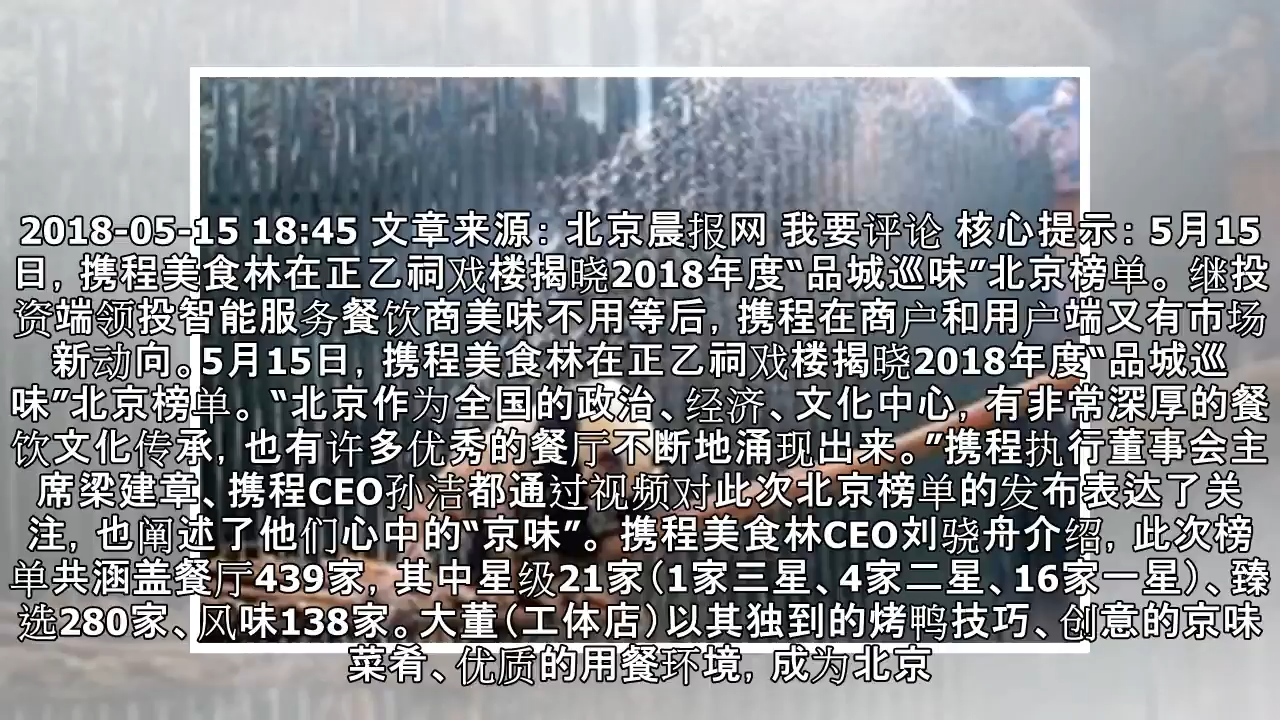 2018-05-15 18:45 文章来源：北京晨报网 我要评论 核心提示：5月15
日，携程美食林在正乙祠戏楼揭晓2018年度“品城巡味”北京榜单。继投
资端领投智能服务餐饮商美味不用等后，携程在商户和用户端又有市场
新动向。5月15日，携程美食林在正乙祠戏楼揭晓2018年度“品城巡
味”北京榜单。“北京作为全国的政治、经济、文化中心，有非常深厚的餐
饮文化传承，也有许多优秀的餐厅不断地涌现出来。”携程执行董事会主
席梁建章、携程CEO孙洁都通过视频对此次北京榜单的发布表达了关
注，也阐述了他们心中的“京味”。携程美食林CEO刘骁舟介绍，此次榜
单共涵盖餐厅439家，其中星级21家（1家三星、4家二星、16家一星）、臻
选280家、风味138家。大董（工体店）以其独到的烤鸭技巧、创意的京味
菜肴、优质的用餐环境，成为北京